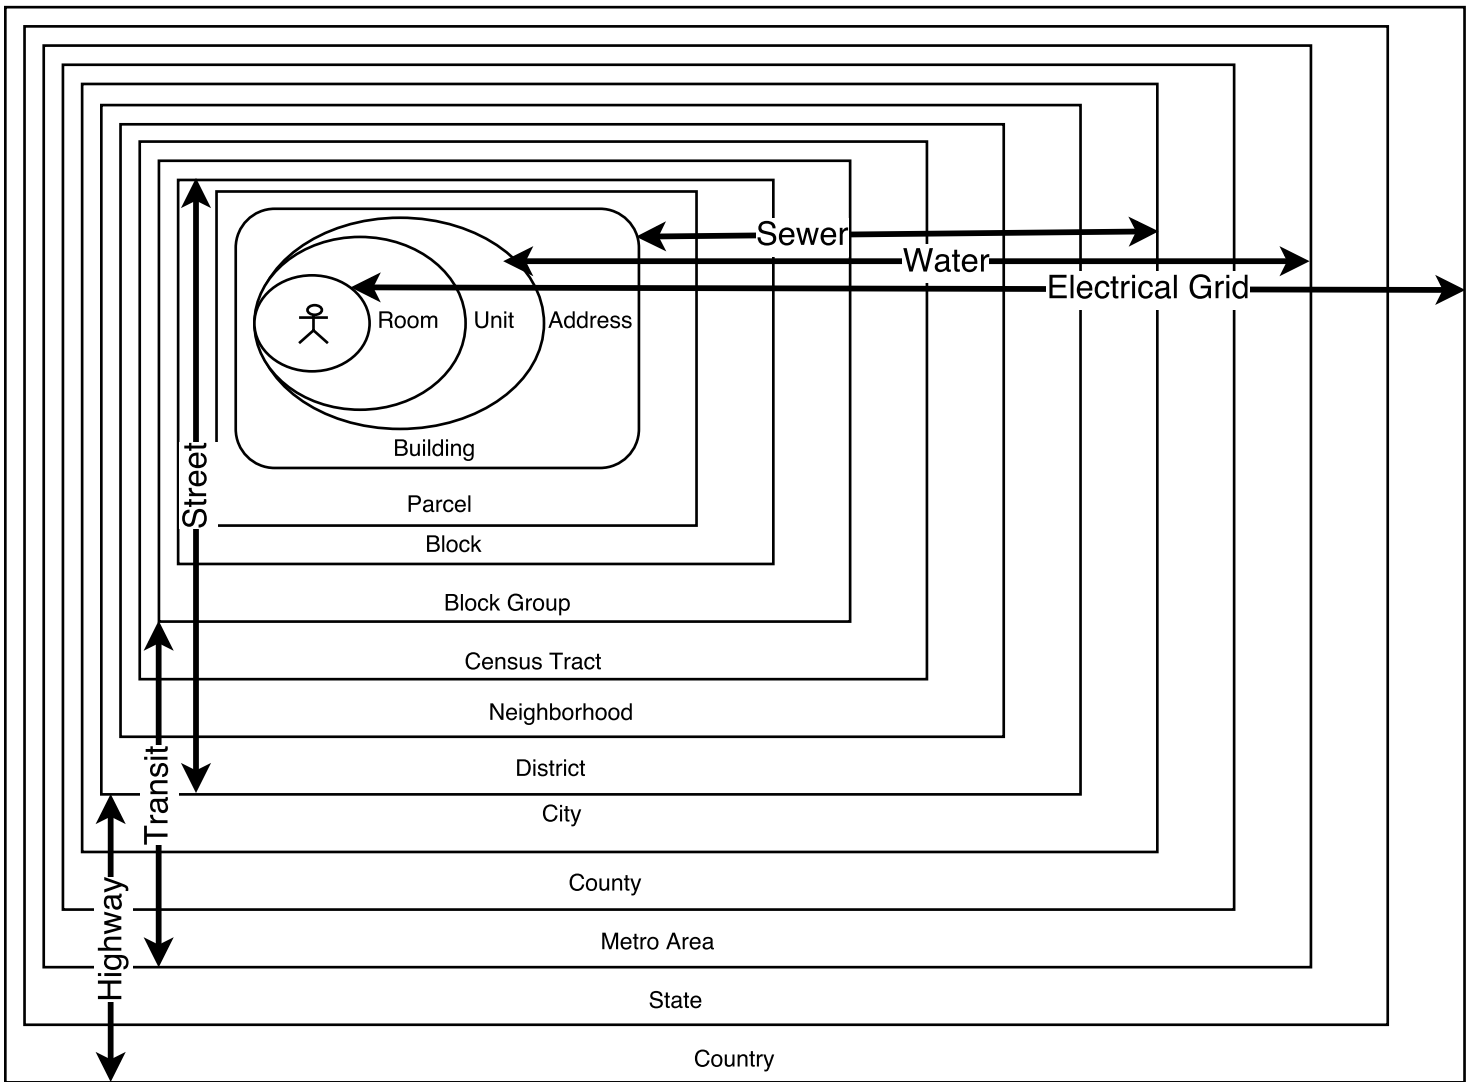 Sewer
Water
Electrical Grid
Room
Unit
Address
Building
Street
Parcel
Block
Block Group
Census Tract
Neighborhood
District
Transit
City
County
Highway
Metro Area
State
Country